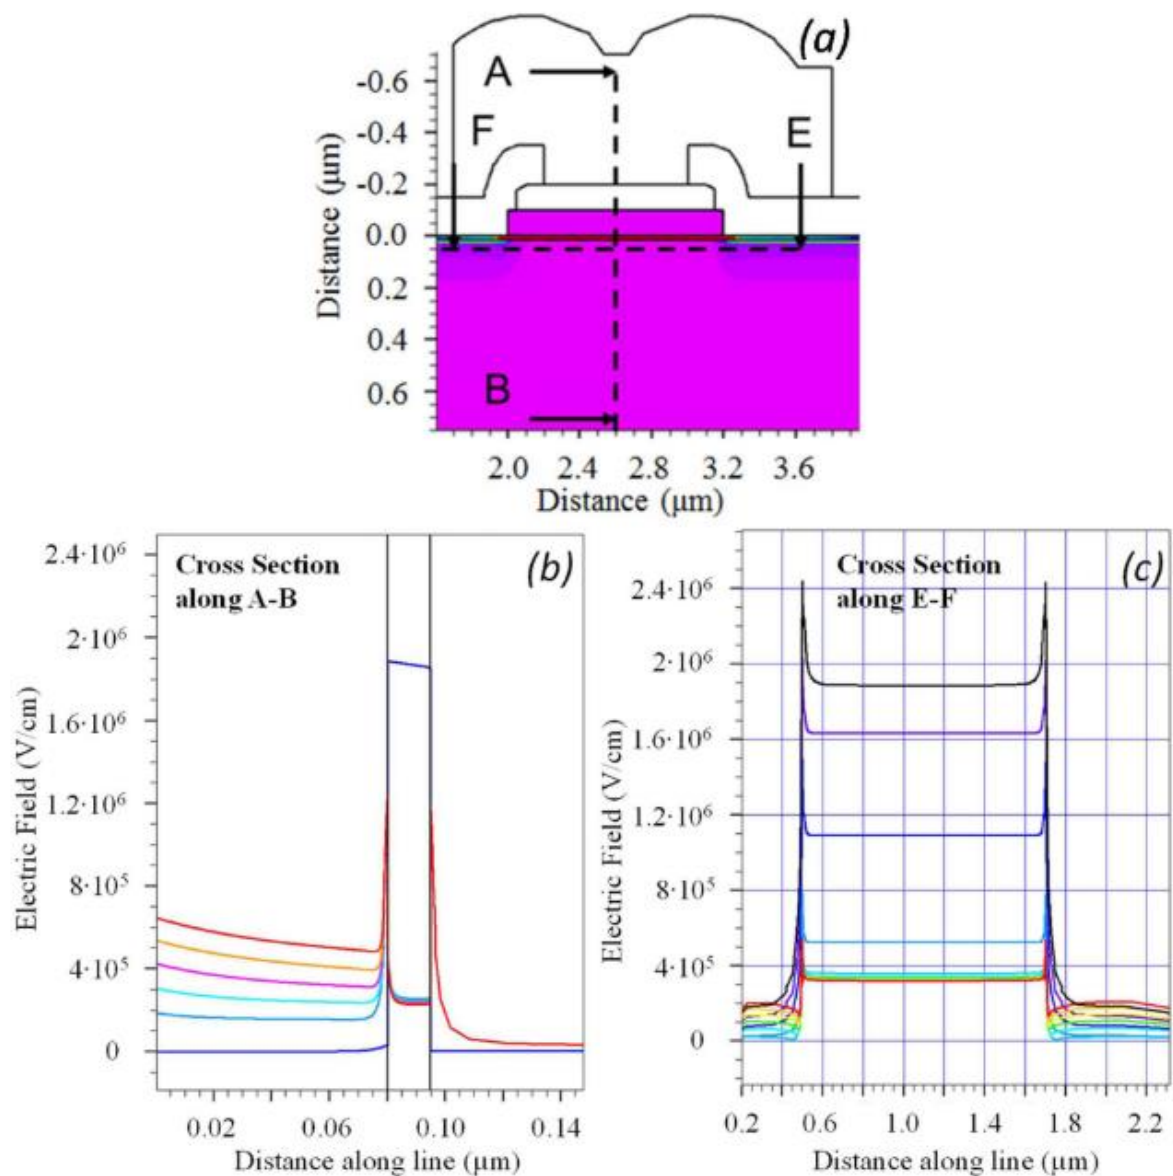 (a)
A
F
E
B
-0.6
-0.4
-0.2
0.0
0.2
0.4
0.6
Distance (μm)
2.0 2.4 2.8 3.2 3.6
Distance (μm)
Cross Section
along A-B
(b)
2.4·10⁶
2·10⁶
1.6·10⁶
1.2·10⁶
8·10⁵
4·10⁵
0
Electric Field (V/cm)
0.02 0.06 0.10 0.14
Distance along line (μm)
Cross Section
along E-F
(c)
2.4·10⁶
2·10⁶
1.6·10⁶
1.2·10⁶
8·10⁵
4·10⁵
0
Electric Field (V/cm)
0.2 0.6 1.0 1.4 1.8 2.2
Distance along line (μm)